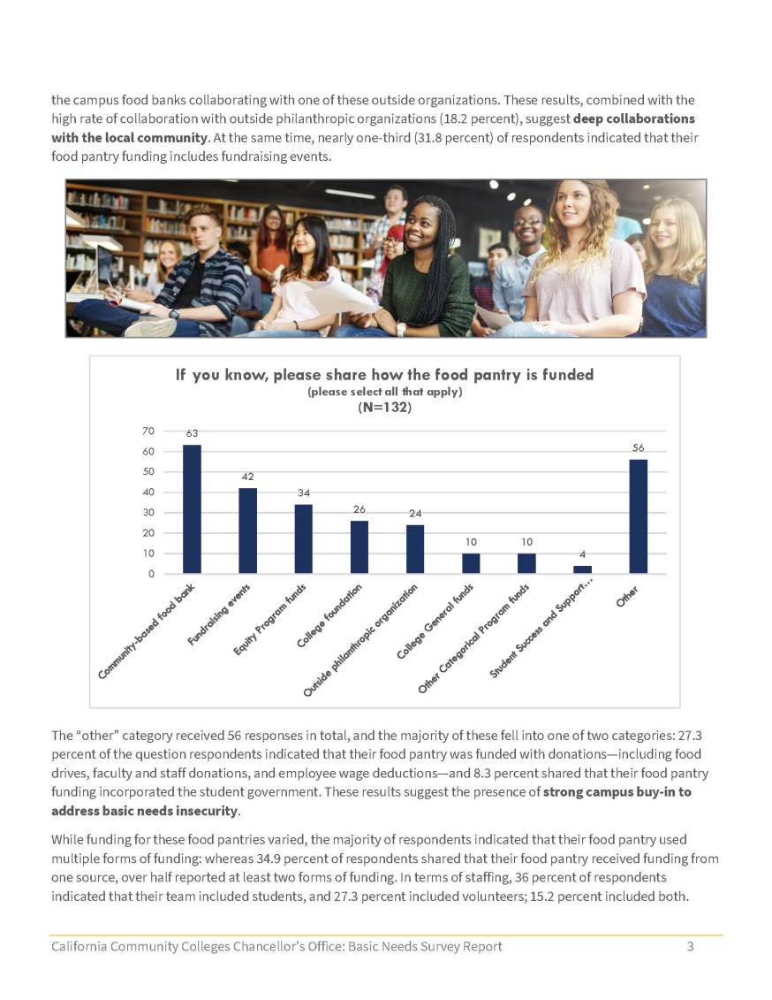 the campus food banks collaborating with one of these outside organizations. These results, combined with the
high rate of collaboration with outside philanthropic organizations (18.2 percent), suggest deep collaborations
with the local community. At the same time, nearly one-third (31.8 percent) of respondents indicated that their
food pantry funding includes fundraising events.
If you know, please share how the food pantry is funded
(please select all that apply)
(N=132)
70
60
50
40
30
20
10
0
63
42
34
26
24
10
10
4
56
Community-based food bank
Fundraising events
Equity Program funds
College foundation
Outside philanthropic organization
College General funds
Other Categorical Program funds
Student Success and Support...
Other
The “other” category received 56 responses in total, and the majority of these fell into one of two categories: 27.3
percent of the question respondents indicated that their food pantry was funded with donations—including food
drives, faculty and staff donations, and employee wage deductions—and 8.3 percent shared that their food pantry
funding incorporated the student government. These results suggest the presence of strong campus buy-in to
address basic needs insecurity.
While funding for these food pantries varied, the majority of respondents indicated that their food pantry used
multiple forms of funding: whereas 34.9 percent of respondents shared that their food pantry received funding from
one source, over half reported at least two forms of funding. In terms of staffing, 36 percent of respondents
indicated that their team included students, and 27.3 percent included volunteers; 15.2 percent included both.
California Community Colleges Chancellor’s Office: Basic Needs Survey Report 3